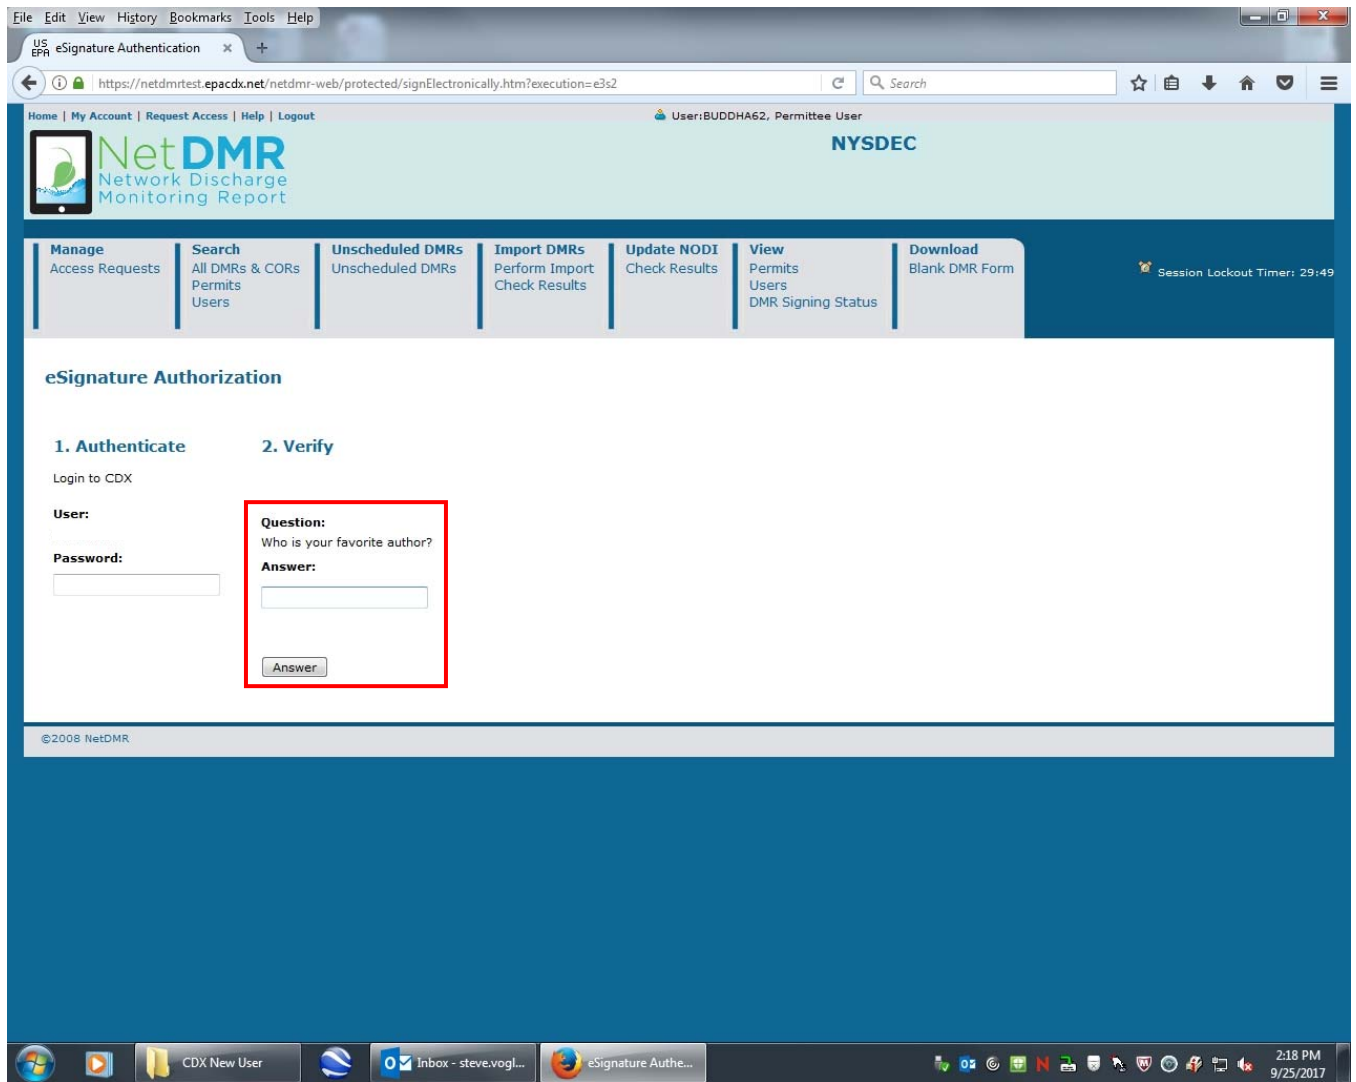 File Edit View History Bookmarks Tools Help
US EPA eSignature Authentication × +
https://netdmrtest.epacdx.net/netdmr-web/protected/signElectronically.htm?execution=e3s2
Search
Home | My Account | Request Access | Help | Logout
User:BUDDHA62, Permittee User
NetDMR
Network Discharge
Monitoring Report
NYSDEC
Manage
Access Requests
Search
All DMRs & CORs
Permits
Users
Unscheduled DMRs
Unscheduled DMRs
Import DMRs
Perform Import
Check Results
Update NODI
Check Results
View
Permits
Users
DMR Signing Status
Download
Blank DMR Form
Session Lockout Timer: 29:49
eSignature Authorization
1. Authenticate
Login to CDX
User:
Password:
2. Verify
Question:
Who is your favorite author?
Answer:
Answer
©2008 NetDMR
CDX New User
Inbox - steve.vogl...
eSignature Authe...
2:18 PM
9/25/2017